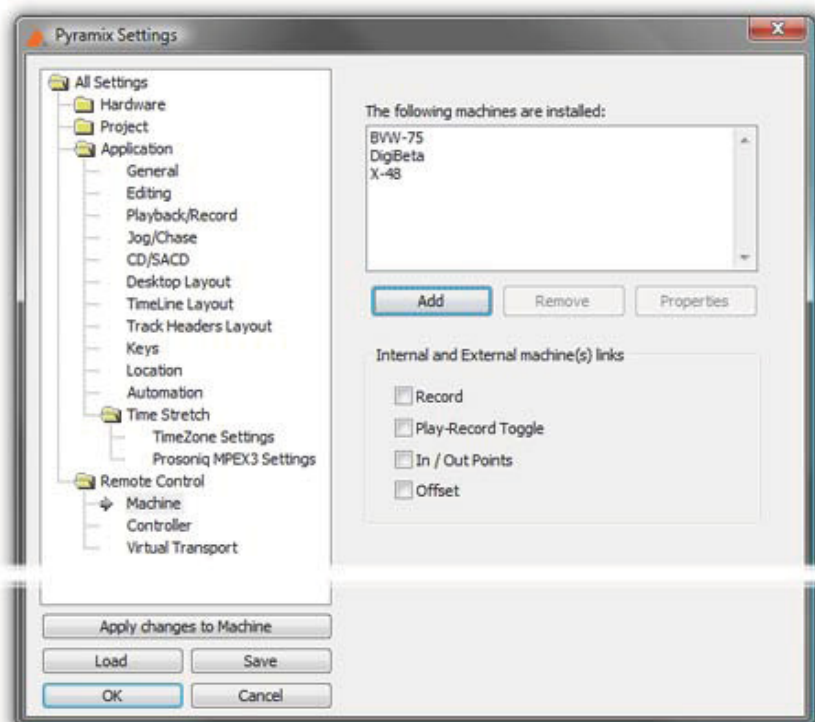 Pyramix Settings
All Settings
Hardware
Project
Application
General
Editing
Playback/Record
Jog/Chase
CD/SACD
Desktop Layout
TimeLine Layout
Track Headers Layout
Keys
Location
Automation
Time Stretch
TimeZone Settings
Prosoniq MPEX3 Settings
Remote Control
Machine
Controller
Virtual Transport
Apply changes to Machine
Load
Save
OK
Cancel
The following machines are installed:
BVW-75
DigiBeta
X-48
Add
Remove
Properties
Internal and External machine(s) links
Record
Play-Record Toggle
In / Out Points
Offset